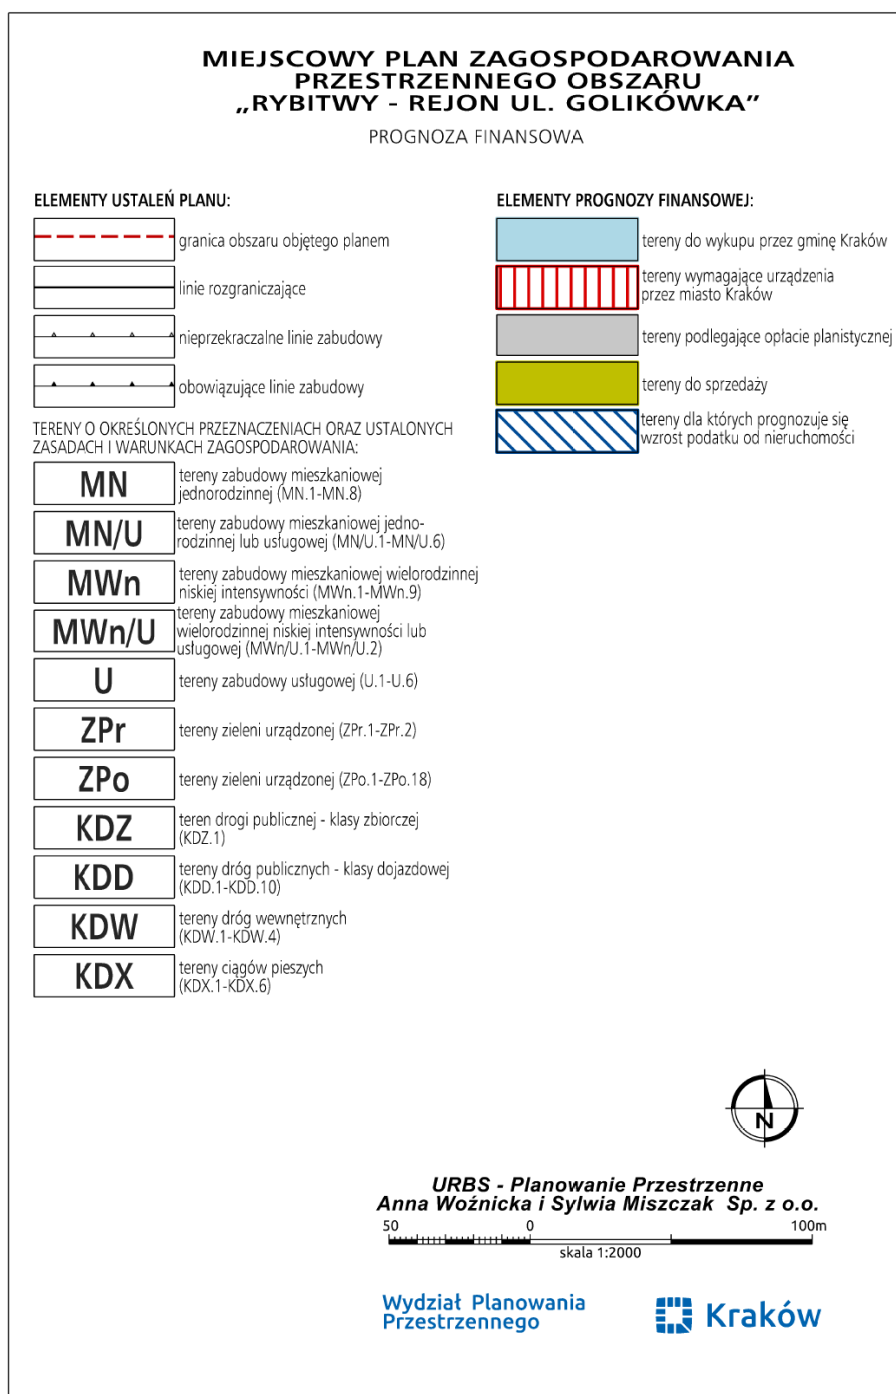 MIEJSCOWY PLAN ZAGOSPODAROWANIA
PRZESTRZENNEGO OBSZARU
„RYBITWY - REJON UL. GOLIKÓWKA”
PROGNOZA FINANSOWA
ELEMENTY USTALEŃ PLANU:
granica obszaru objętego planem
linie rozgraniczające
nieprzekraczalne linie zabudowy
obowiązujące linie zabudowy
TERENY O OKREŚLONYCH PRZEZNACZENIACH ORAZ USTALONYCH
ZASADACH I WARUNKACH ZAGOSPODAROWANIA:
MN
tereny zabudowy mieszkaniowej
jednorodzinnej (MN.1-MN.8)
MN/U
tereny zabudowy mieszkaniowej jedno-
rodzinnej lub usługowej (MN/U.1-MN/U.6)
MWn
tereny zabudowy mieszkaniowej wielorodzinnej
niskiej intensywności (MWn.1-MWn.9)
MWn/U
tereny zabudowy mieszkaniowej
wielorodzinnej niskiej intensywności lub
usługowej (MWn/U.1-MWn/U.2)
U
tereny zabudowy usługowej (U.1-U.6)
ZPr
tereny zieleni urządzonej (ZPr.1-ZPr.2)
ZPo
tereny zieleni urządzonej (ZPo.1-ZPo.18)
KDZ
teren drogi publicznej - klasy zbiorczej
(KDZ.1)
KDD
tereny dróg publicznych - klasy dojazdowej
(KDD.1-KDD.10)
KDW
tereny dróg wewnętrznych
(KDW.1-KDW.4)
KDX
tereny ciągów pieszych
(KDX.1-KDX.6)
ELEMENTY PROGNOZY FINANSOWEJ:
tereny do wykupu przez gminę Kraków
tereny wymagające urządzenia
przez miasto Kraków
tereny podlegające opłacie planistycznej
tereny do sprzedaży
tereny dla których prognozuje się
wzrost podatku od nieruchomości
N
URBS - Planowanie Przestrzenne
Anna Woźnicka i Sylwia Miszczak Sp. z o.o.
50 0 100m
skala 1:2000
Wydział Planowania
Przestrzennego
Kraków